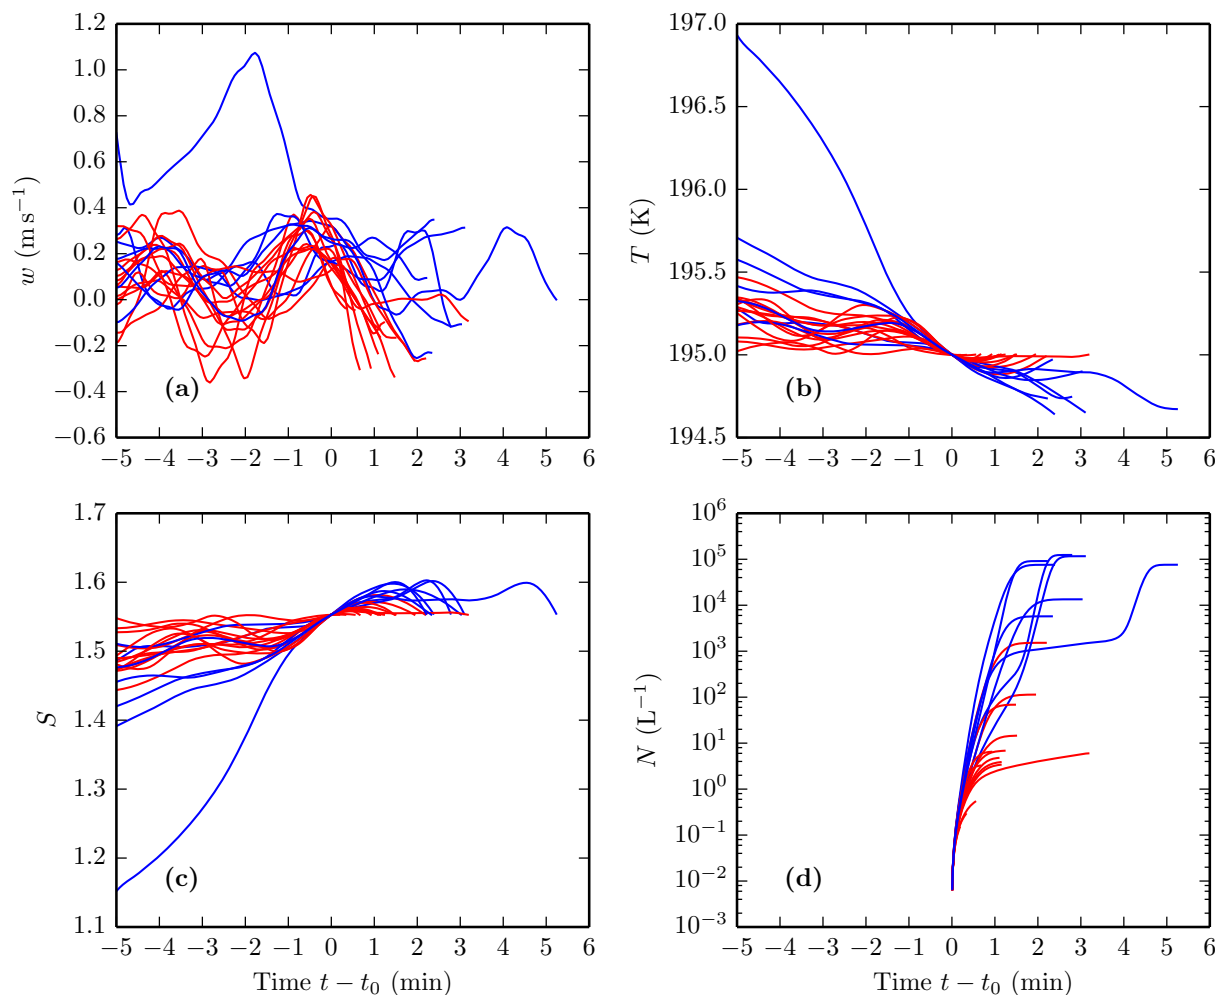 1.2
1.0
0.8
0.6
0.4
0.2
0.0
−0.2
−0.4
−0.6
w (m s⁻¹)
(a)
−5 −4 −3 −2 −1 0 1 2 3 4 5 6
197.0
196.5
196.0
195.5
195.0
194.5
T (K)
(b)
−5 −4 −3 −2 −1 0 1 2 3 4 5 6
1.7
1.6
1.5
1.4
1.3
1.2
1.1
S
(c)
−5 −4 −3 −2 −1 0 1 2 3 4 5 6
Time t − t₀ (min)
10⁶
10⁵
10⁴
10³
10²
10¹
10⁰
10⁻¹
10⁻²
10⁻³
N (L⁻¹)
(d)
−5 −4 −3 −2 −1 0 1 2 3 4 5 6
Time t − t₀ (min)